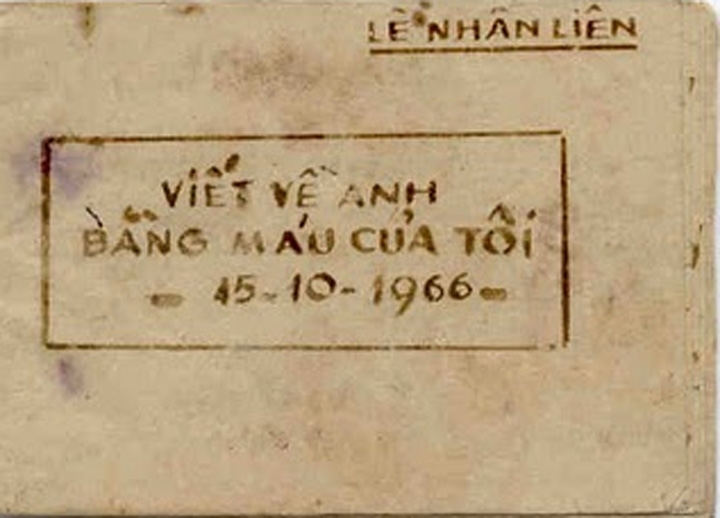 LÊ NHÂN LIÊN
VIẾT VỀ ANH
BẰNG MÁU CỦA TÔI
- 15-10-1966-